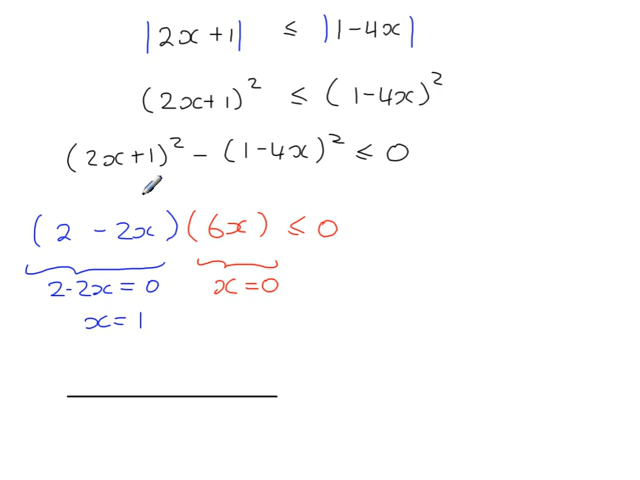 |2x + 1| ≤ |1 - 4x|
(2x + 1)² ≤ (1 - 4x)²
(2x + 1)² - (1 - 4x)² ≤ 0
(2 - 2x)(6x) ≤ 0
2 - 2x = 0 x = 0
x = 1